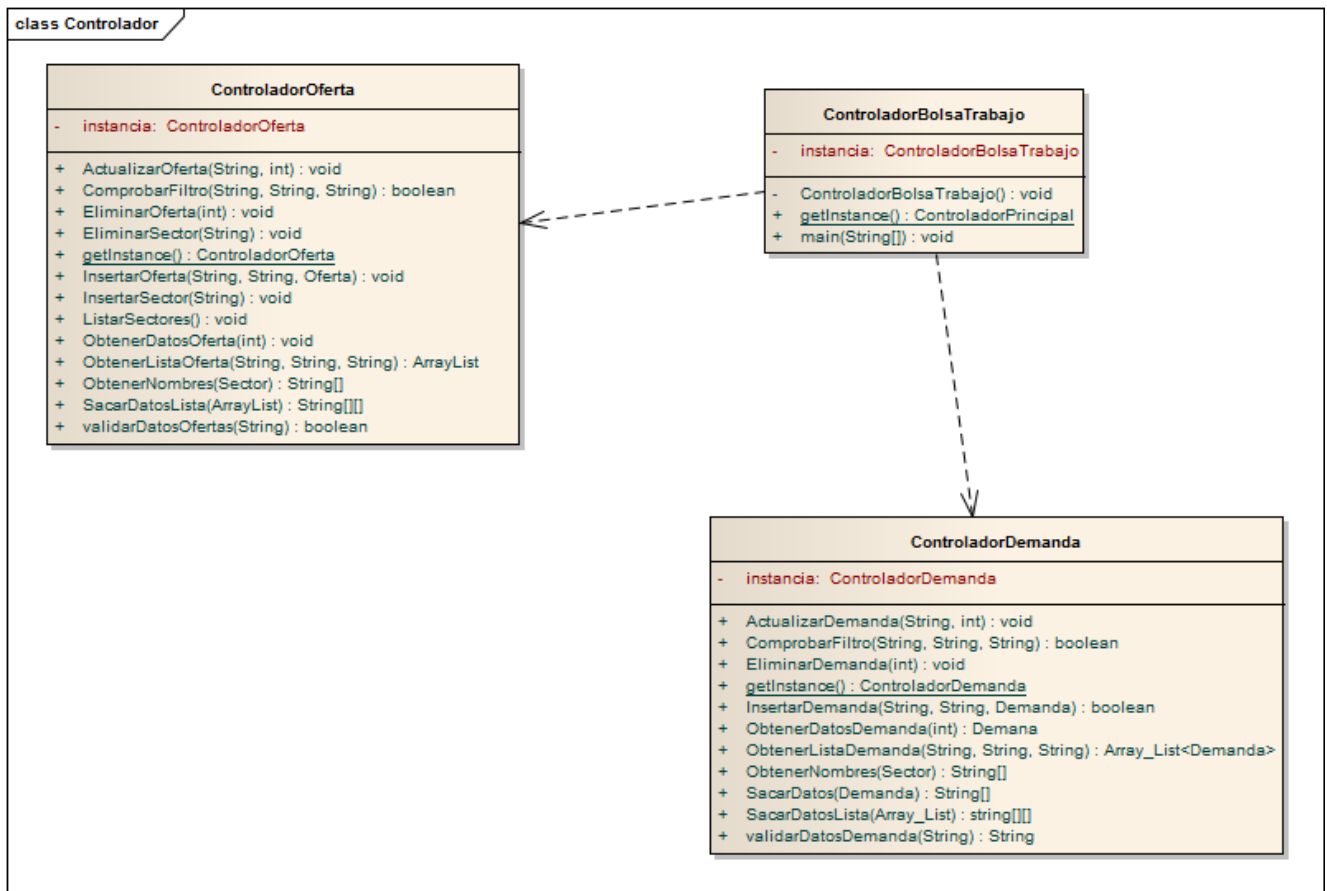 class Controlador
ControladorOferta
- instancia: ControladorOferta
+ ActualizarOferta(String, int) : void
+ ComprobarFiltro(String, String, String) : boolean
+ EliminarOferta(int) : void
+ EliminarSector(String) : void
+ getInstance() : ControladorOferta
+ InsertarOferta(String, String, Oferta) : void
+ InsertarSector(String) : void
+ ListarSectores() : void
+ ObtenerDatosOferta(int) : void
+ ObtenerListaOferta(String, String, String) : ArrayList
+ ObtenerNombres(Sector) : String[]
+ SacarDatosLista(ArrayList) : String[][]
+ validarDatosOfertas(String) : boolean
ControladorBolsaTrabajo
- instancia: ControladorBolsaTrabajo
- ControladorBolsaTrabajo() : void
+ getInstance() : ControladorPrincipal
+ main(String[]) : void
ControladorDemanda
- instancia: ControladorDemanda
+ ActualizarDemanda(String, int) : void
+ ComprobarFiltro(String, String, String) : boolean
+ EliminarDemanda(int) : void
+ getInstance() : ControladorDemanda
+ InsertarDemanda(String, String, Demanda) : boolean
+ ObtenerDatosDemanda(int) : Demana
+ ObtenerListaDemanda(String, String, String) : Array_List<Demanda>
+ ObtenerNombres(Sector) : String[]
+ SacarDatos(Demanda) : String[]
+ SacarDatosLista(Array_List) : string[][]
+ validarDatosDemanda(String) : String